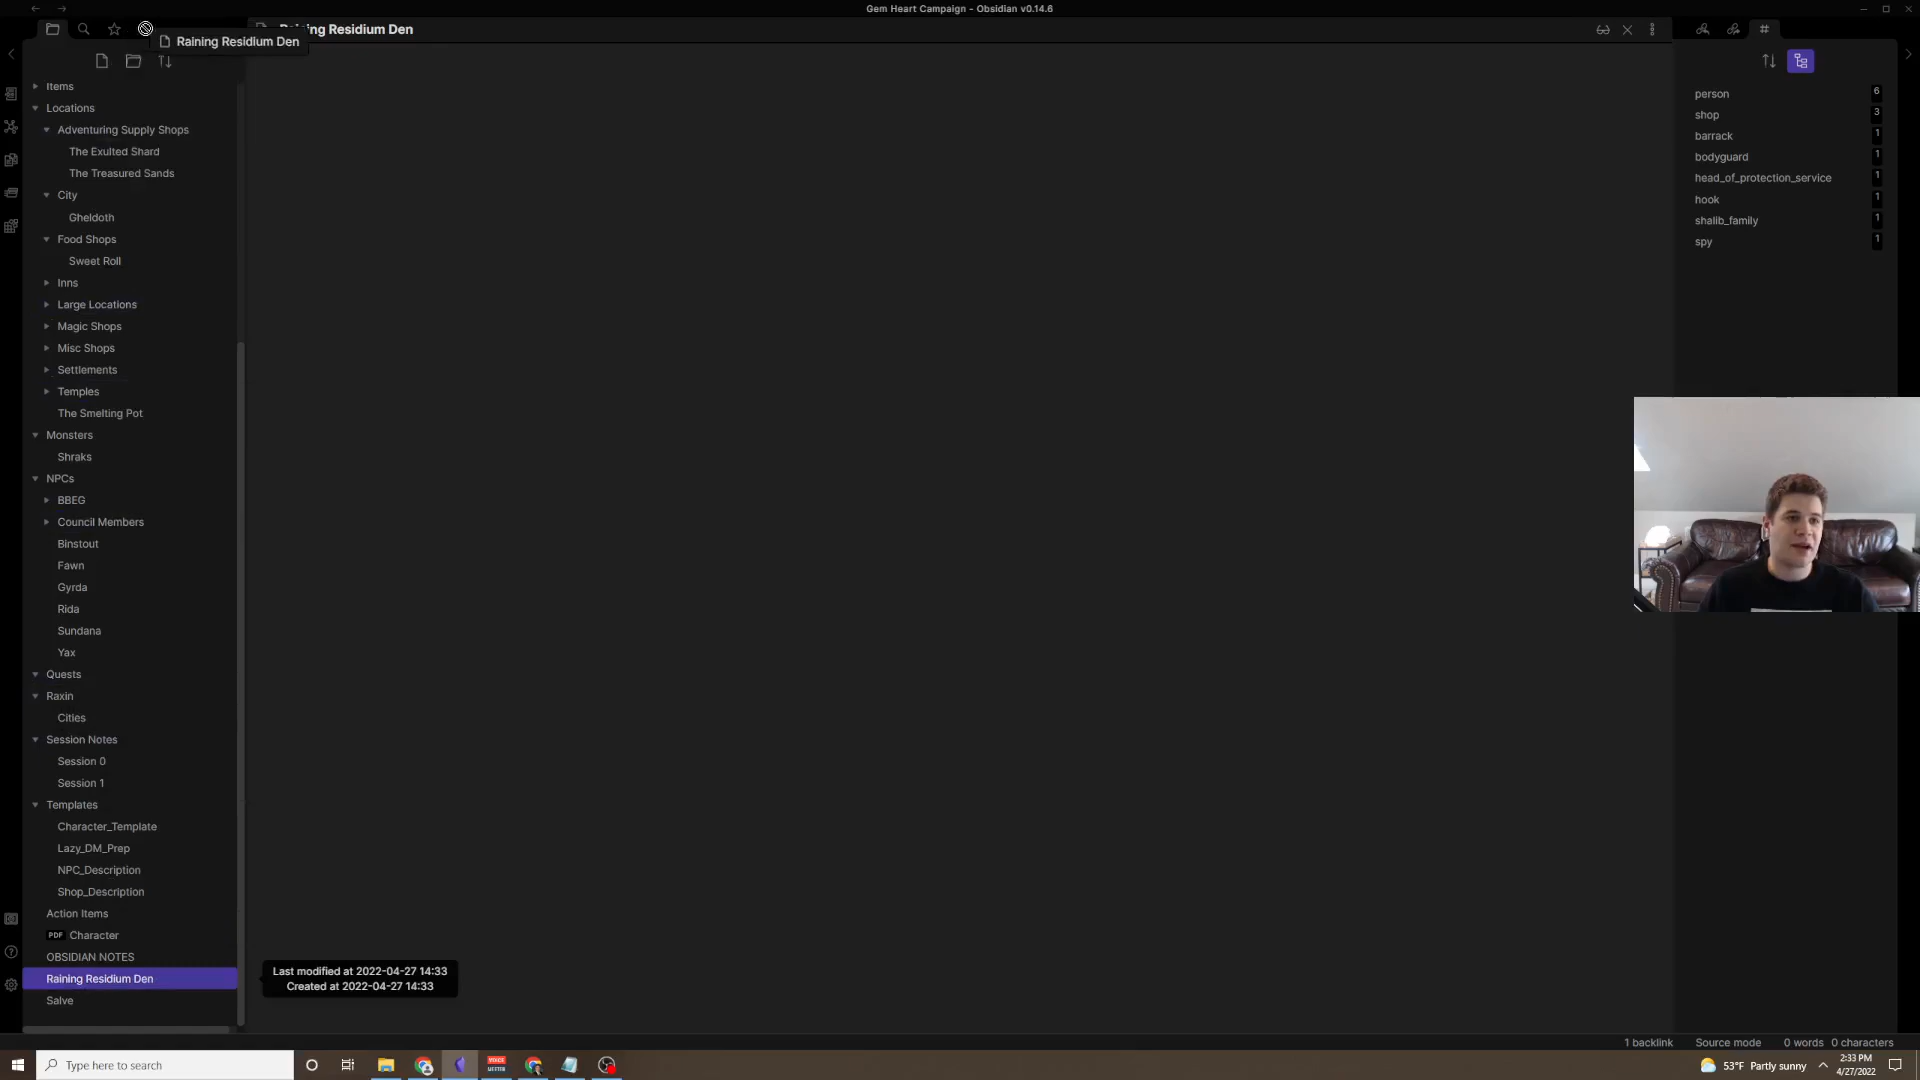 Gem Heart Campaign - Obsidian v0.14.6
Raining Residium Den
ing Residium Den
Items
Locations
Adventuring Supply Shops
The Exulted Shard
The Treasured Sands
City
Gheldoth
Food Shops
Sweet Roll
Inns
Large Locations
Magic Shops
Misc Shops
Settlements
Temples
The Smelting Pot
Monsters
Shraks
NPCs
BBEG
Council Members
Binstout
Fawn
Gyrda
Rida
Sundana
Yax
Quests
Raxin
Cities
Session Notes
Session 0
Session 1
Templates
Character_Template
Lazy_DM_Prep
NPC_Description
Shop_Description
Action Items
PDF Character
OBSIDIAN NOTES
Raining Residium Den
Salve
Last modified at 2022-04-27 14:33
Created at 2022-04-27 14:33
person 6
shop 3
barrack 1
bodyguard 1
head_of_protection_service 1
hook 1
shalib_family 1
spy 1
1 backlink Source mode 0 words 0 characters
Type here to search
53°F Partly sunny
2:33 PM
4/27/2022